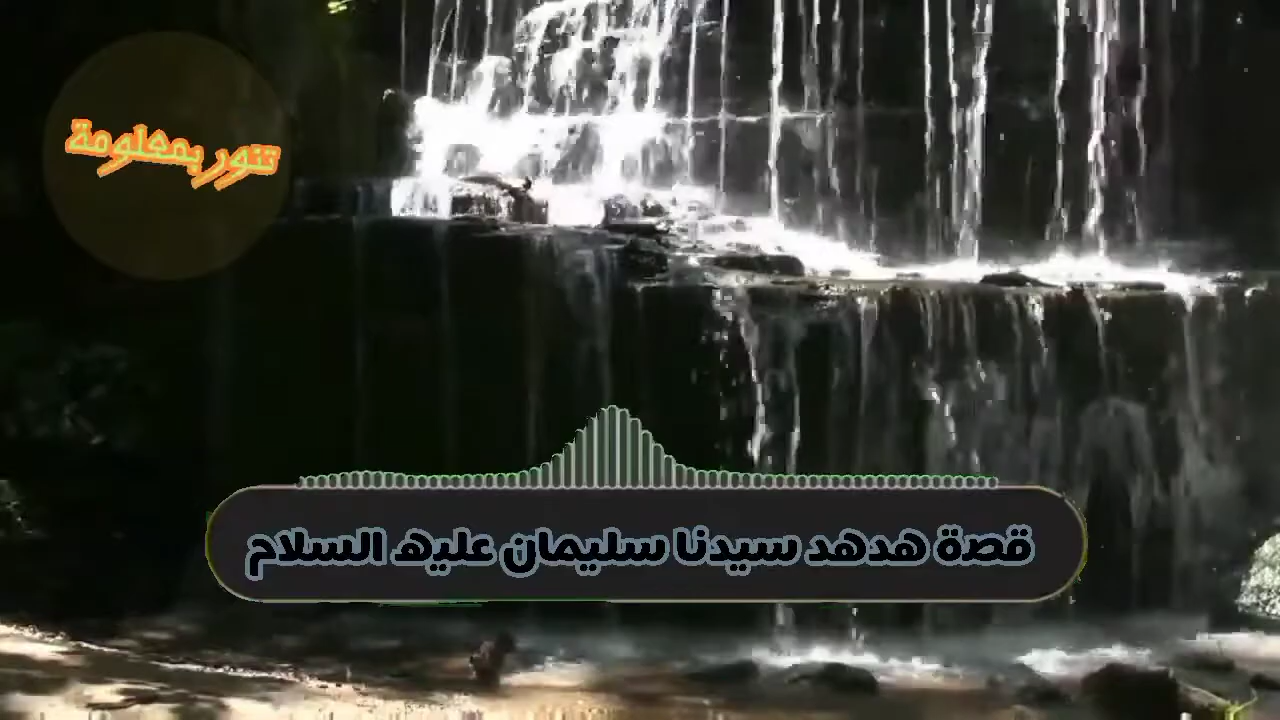 تنور بمعلومة
قصة هدهد سيدنا سليمان عليه السلام